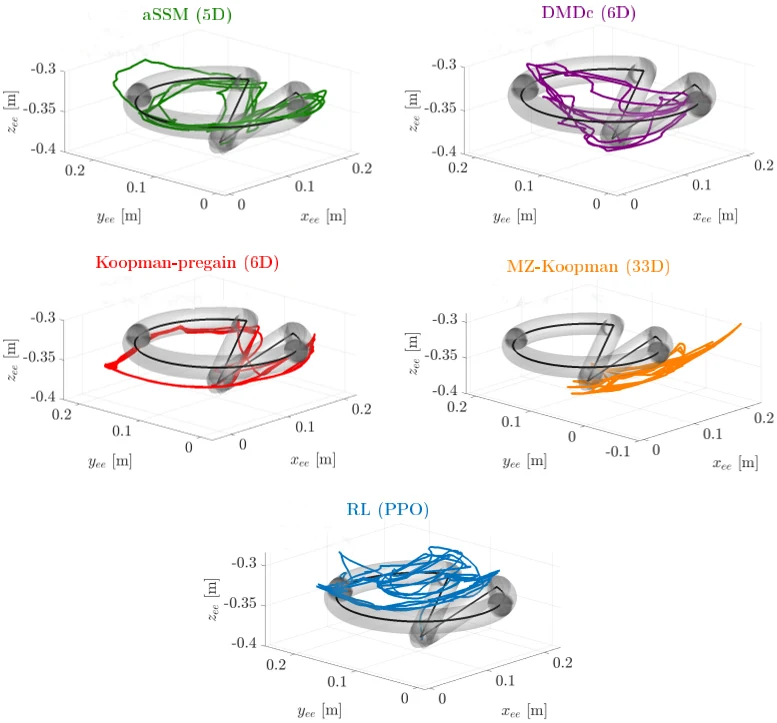 aSSM (5D)
-0.3
-0.35
-0.4
z_ee [m]
0.2
0.1
0
y_ee [m]
0
0.1
0.2
x_ee [m]
DMDc (6D)
-0.3
-0.35
-0.4
z_ee [m]
0.2
0.1
0
y_ee [m]
0
0.1
0.2
x_ee [m]
Koopman-pregain (6D)
-0.3
-0.35
-0.4
z_ee [m]
0.2
0.1
0
y_ee [m]
0
0.1
0.2
x_ee [m]
MZ-Koopman (33D)
-0.3
-0.35
-0.4
z_ee [m]
0.2
0.1
0
-0.1
y_ee [m]
0
0.1
0.2
x_ee [m]
RL (PPO)
-0.3
-0.35
-0.4
z_ee [m]
0.2
0.1
0
y_ee [m]
0
0.1
0.2
x_ee [m]